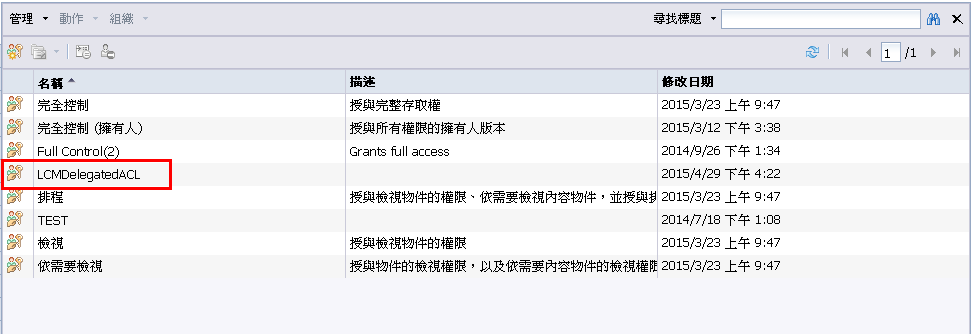 管理 動作 組織 尋找標題
1 /1
名稱 描述 修改日期
完全控制 授與完整存取權 2015/3/23 上午 9:47
完全控制 (擁有人) 授與所有權限的擁有人版本 2015/3/12 下午 3:38
Full Control(2) Grants full access 2014/9/26 下午 1:34
LCMDelegatedACL 2015/4/29 下午 4:22
排程 授與檢視物件的權限、依需要檢視內容物件，並授與排 2015/3/23 上午 9:47
TEST 2014/7/18 下午 1:08
檢視 授與檢視物件的權限 2015/3/23 上午 9:47
依需要檢視 授與物件的檢視權限，以及依需要內容物件的檢視權限 2015/3/23 上午 9:47